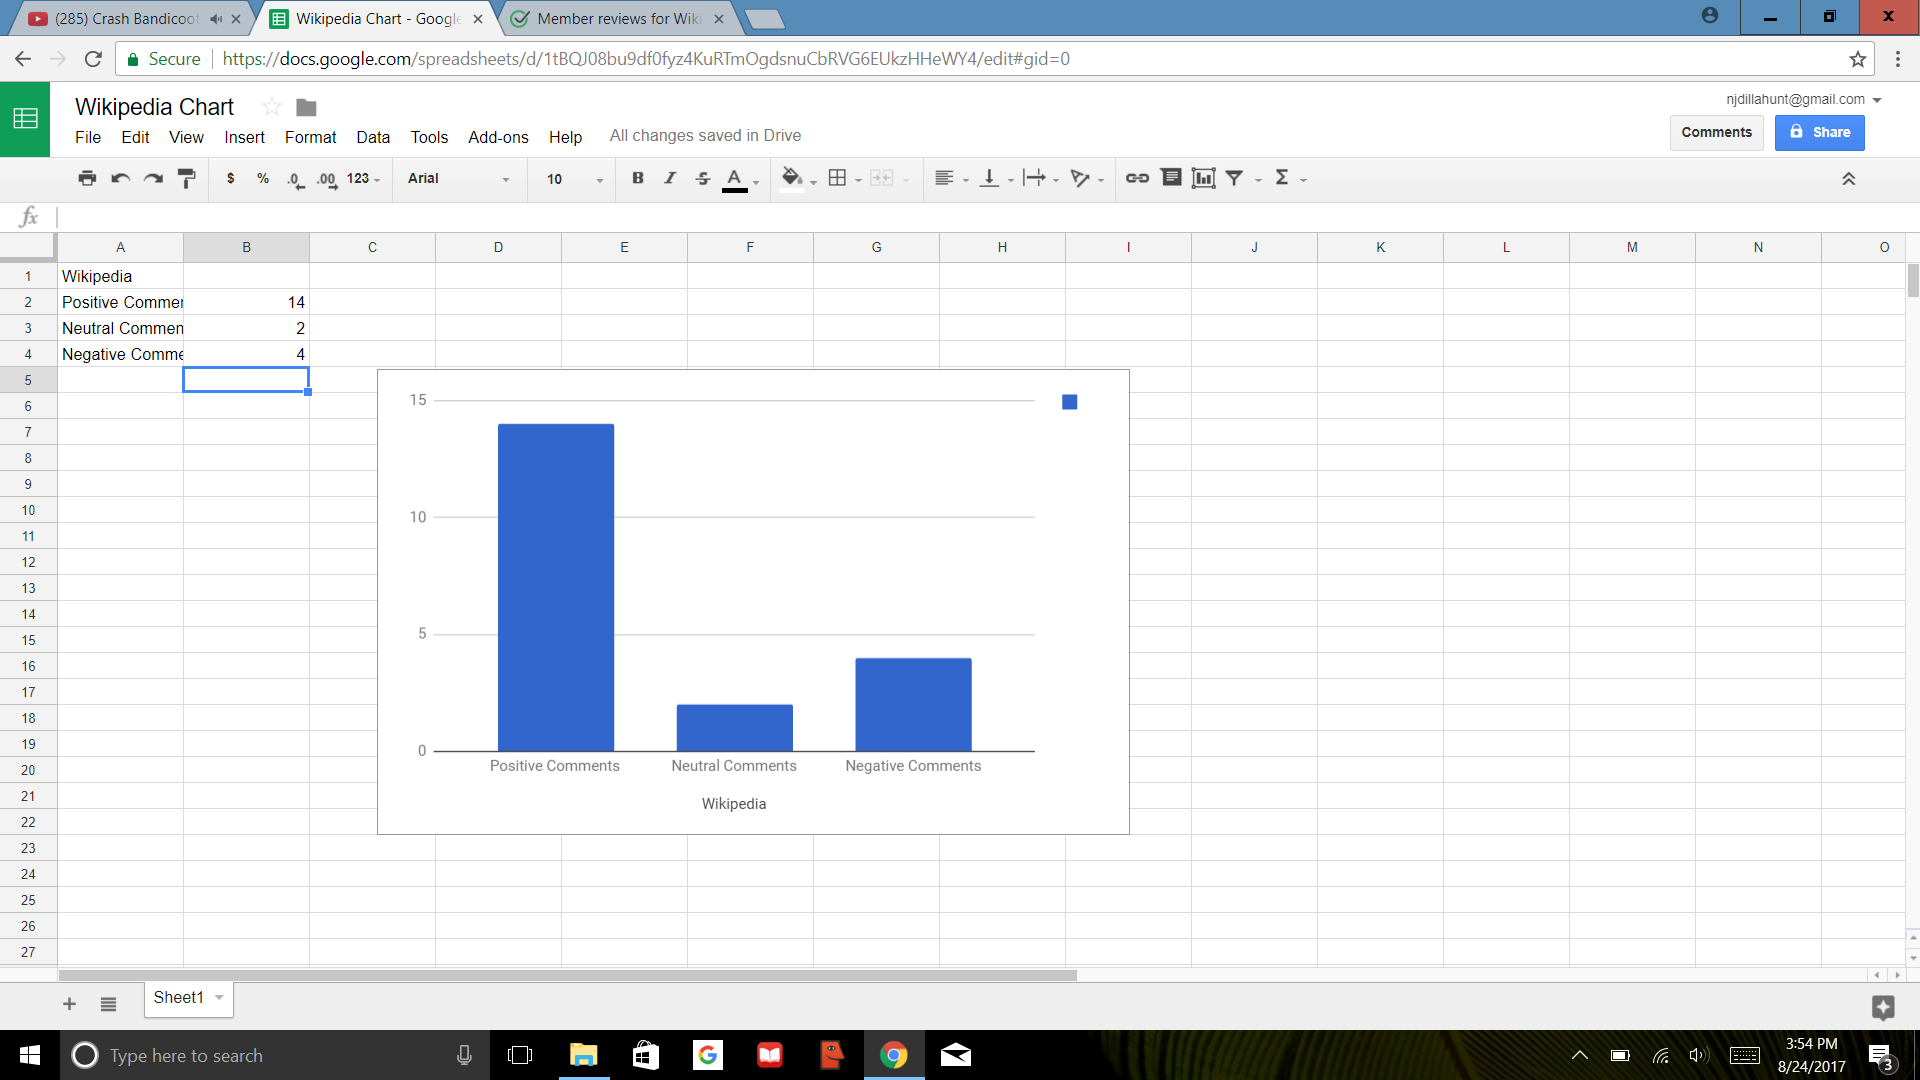 (285) Crash Bandicoot
Wikipedia Chart - Google
Member reviews for Wiki
Secure
https://docs.google.com/spreadsheets/d/1tBQJ08bu9df0fyz4KuRTmOgdsnuCbRVG6EUkzHHeWY4/edit#gid=0
Wikipedia Chart
njdillahunt@gmail.com
File Edit View Insert Format Data Tools Add-ons Help All changes saved in Drive
Comments Share
$ % .0 .00 123 Arial 10 B I S A Σ
fx
A B C D E F G H I J K L M N O
1 Wikipedia
2 Positive Commer 14
3 Neutral Commen 2
4 Negative Comme 4
5
6
7
8
9
10
11
12
13
14
15
16
17
18
19
20
21
22
23
24
25
26
27
15
10
5
0
Positive Comments Neutral Comments Negative Comments
Wikipedia
Sheet1
Type here to search
3:54 PM
8/24/2017
3